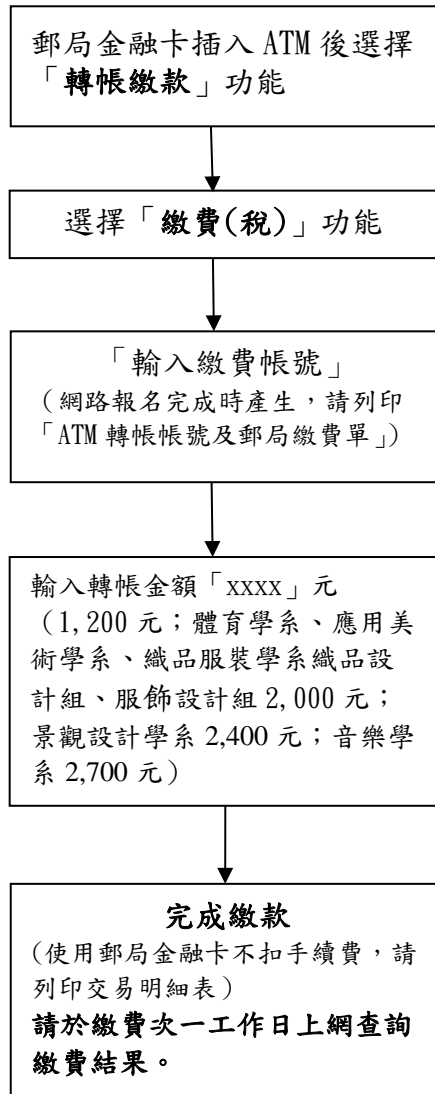 郵局金融卡插入 ATM 後選擇
「轉帳繳款」功能
選擇「繳費(稅)」功能
「輸入繳費帳號」
（網路報名完成時產生，請列印
「ATM 轉帳帳號及郵局繳費單」）
輸入轉帳金額「xxxx」元
（1,200 元；體育學系、應用美
術學系、織品服裝學系織品設
計組、服飾設計組 2,000 元；
景觀設計學系 2,400 元；音樂學
系 2,700 元）
完成繳款
（使用郵局金融卡不扣手續費，請
列印交易明細表）
請於繳費次一工作日上網查詢
繳費結果。